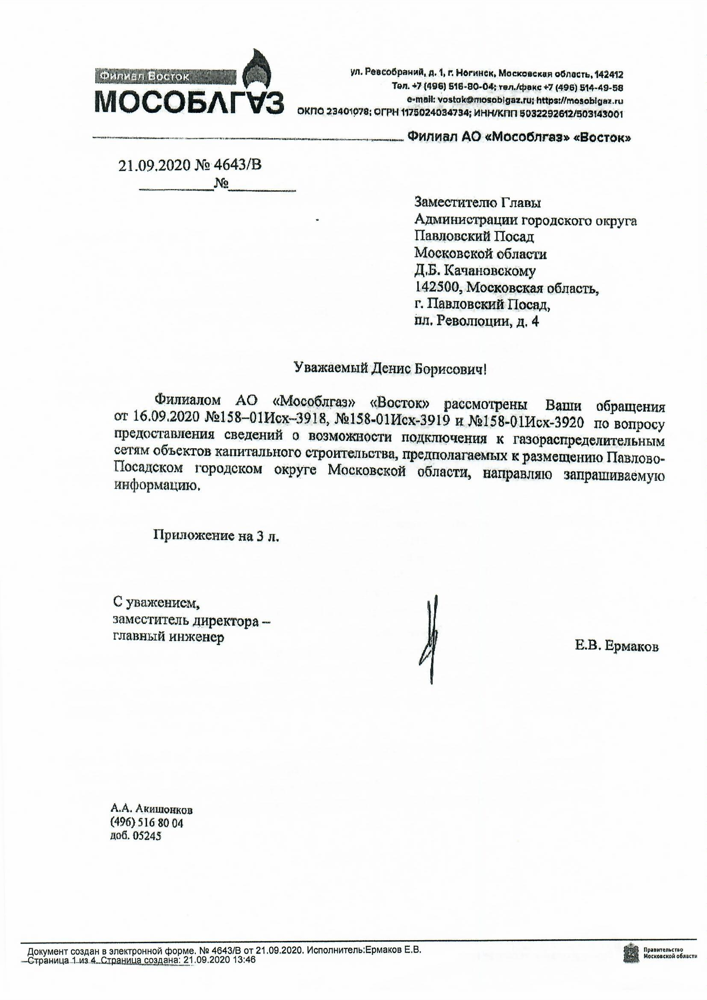 Филиал Восток
МОСОБЛГАЗ
ул. Ревсобраний, д. 1, г. Ногинск, Московская область, 142412
Тел. +7 (496) 516-80-04; тел./факс +7 (496) 514-49-58
e-mail: vostok@mosoblgaz.ru; https://mosoblgaz.ru
ОКПО 23401078; ОГРН 1175024034734; ИНН/КПП 5032292612/503143001
Филиал АО «Мособлгаз» «Восток»
21.09.2020 № 4643/В
__________№_________
Заместителю Главы
Администрации городского округа
Павловский Посад
Московской области
Д.Б. Качановскому
142500, Московская область,
г. Павловский Посад,
пл. Революции, д. 4
Уважаемый Денис Борисович!
Филиалом АО «Мособлгаз» «Восток» рассмотрены Ваши обращения
от 16.09.2020 №158–01Исх–3918, №158-01Исх-3919 и №158-01Исх-3920 по вопросу
предоставления сведений о возможности подключения к газораспределительным
сетям объектов капитального строительства, предполагаемых к размещению Павлово-
Посадском городском округе Московской области, направляю запрашиваемую
информацию.
Приложение на 3 л.
С уважением,
заместитель директора –
главный инженер
Е.В. Ермаков
А.А. Акишонков
(496) 516 80 04
доб. 05245
Документ создан в электронной форме. № 4643/В от 21.09.2020. Исполнитель:Ермаков Е.В.
Страница 1 из 4. Страница создана: 21.09.2020 13:46
Правительство
Московской области